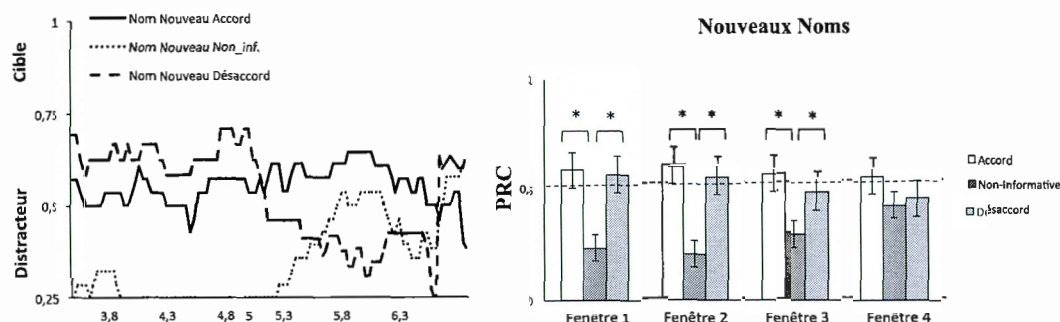 Nom Nouveau Accord
Nom Nouveau Non_inf.
Nom Nouveau Désaccord
Cible
Distracteur
1
0,75
0,5
0,25
3,8 4,3 4,8 5 5,3 5,8 6,3
Nouveaux Noms
PRC
* * * * * *
Fenêtre 1 Fenêtre 2 Fenêtre 3 Fenêtre 4
Accord
Non-Informative
Désaccord